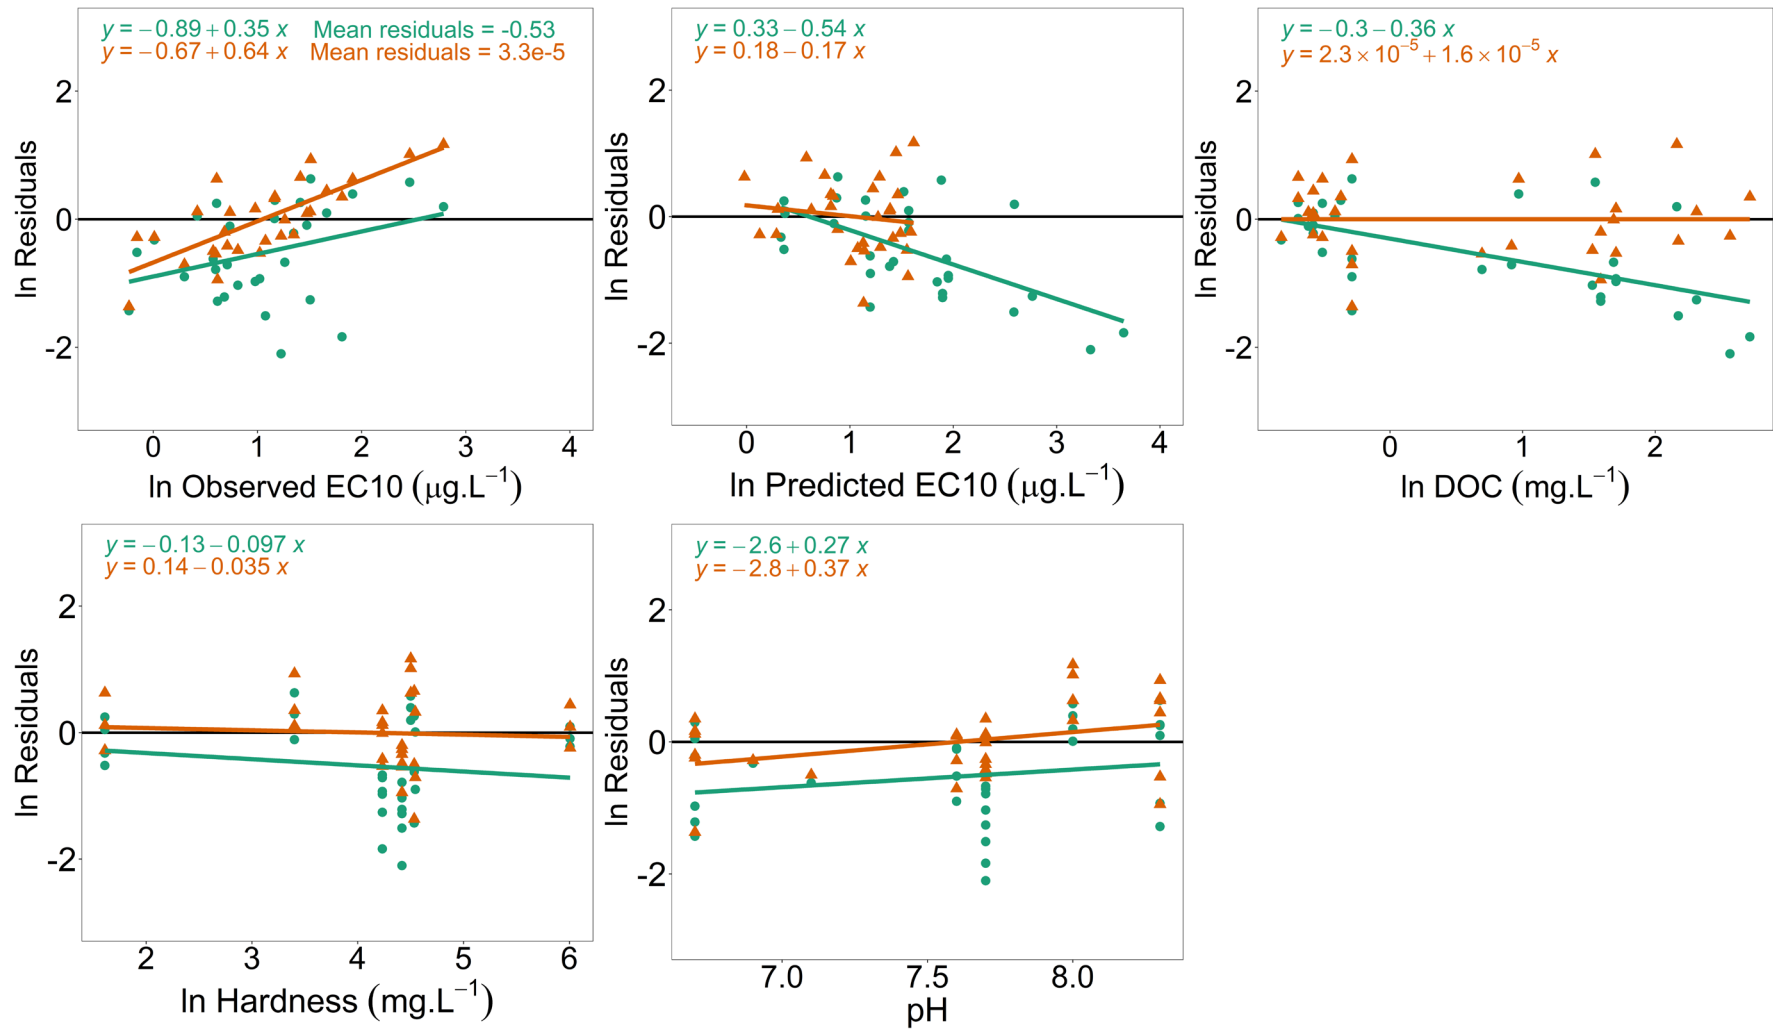 y = −0.89 + 0.35 x Mean residuals = -0.53
y = −0.67 + 0.64 x Mean residuals = 3.3e-5
2
0
-2
ln Residuals
0 1 2 3 4
ln Observed EC10 (μg.L⁻¹)
y = 0.33 − 0.54 x
y = 0.18 − 0.17 x
2
0
-2
ln Residuals
0 1 2 3 4
ln Predicted EC10 (μg.L⁻¹)
y = −0.3 − 0.36 x
y = 2.3 × 10⁻⁵ + 1.6 × 10⁻⁵ x
2
0
-2
ln Residuals
0 1 2
ln DOC (mg.L⁻¹)
y = −0.13 − 0.097 x
y = 0.14 − 0.035 x
2
0
-2
ln Residuals
2 3 4 5 6
ln Hardness (mg.L⁻¹)
y = −2.6 + 0.27 x
y = −2.8 + 0.37 x
2
0
-2
ln Residuals
7.0 7.5 8.0
pH